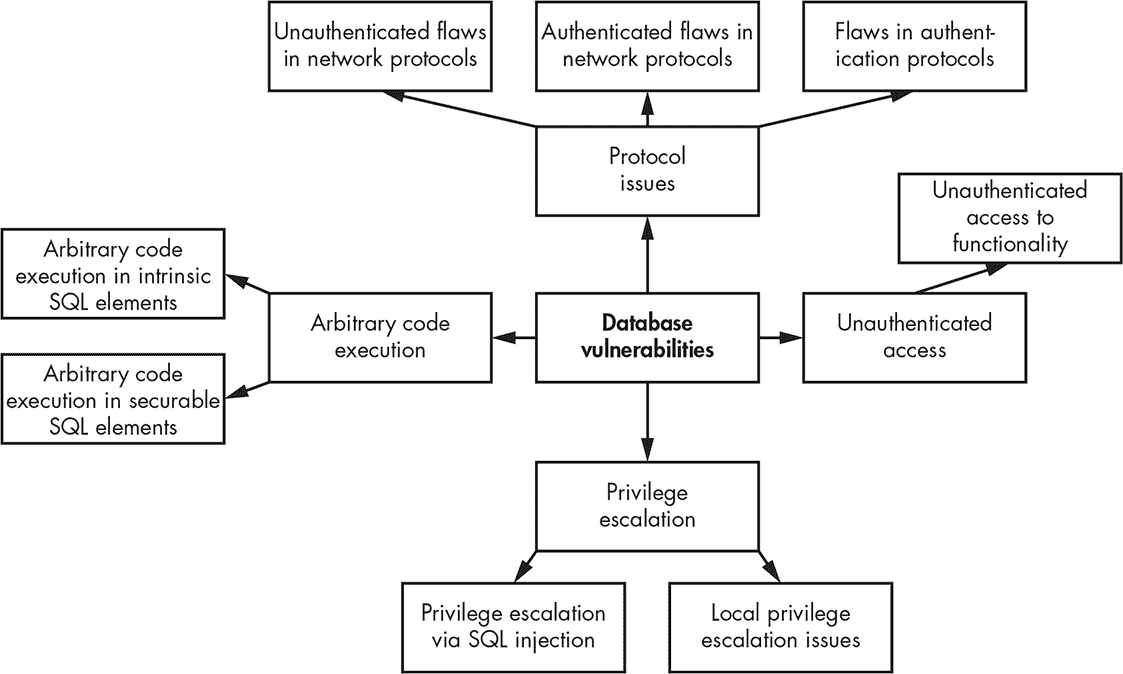 Unauthenticated flaws
in network protocols
Authenticated flaws in
network protocols
Flaws in authent-
ication protocols
Protocol
issues
Unauthenticated
access to
functionality
Arbitrary code
execution in intrinsic
SQL elements
Arbitrary code
execution
Database
vulnerabilities
Unauthenticated
access
Arbitrary code
execution in securable
SQL elements
Privilege
escalation
Privilege escalation
via SQL injection
Local privilege
escalation issues